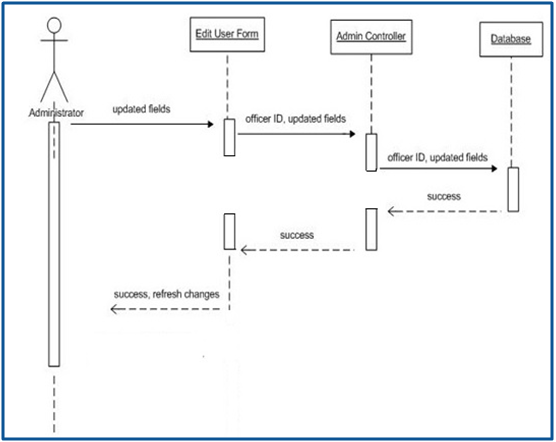 Edit User Form
Admin Controller
Database
Administrator
updated fields
officer ID, updated fields
officer ID, updated fields
success
success
success, refresh changes